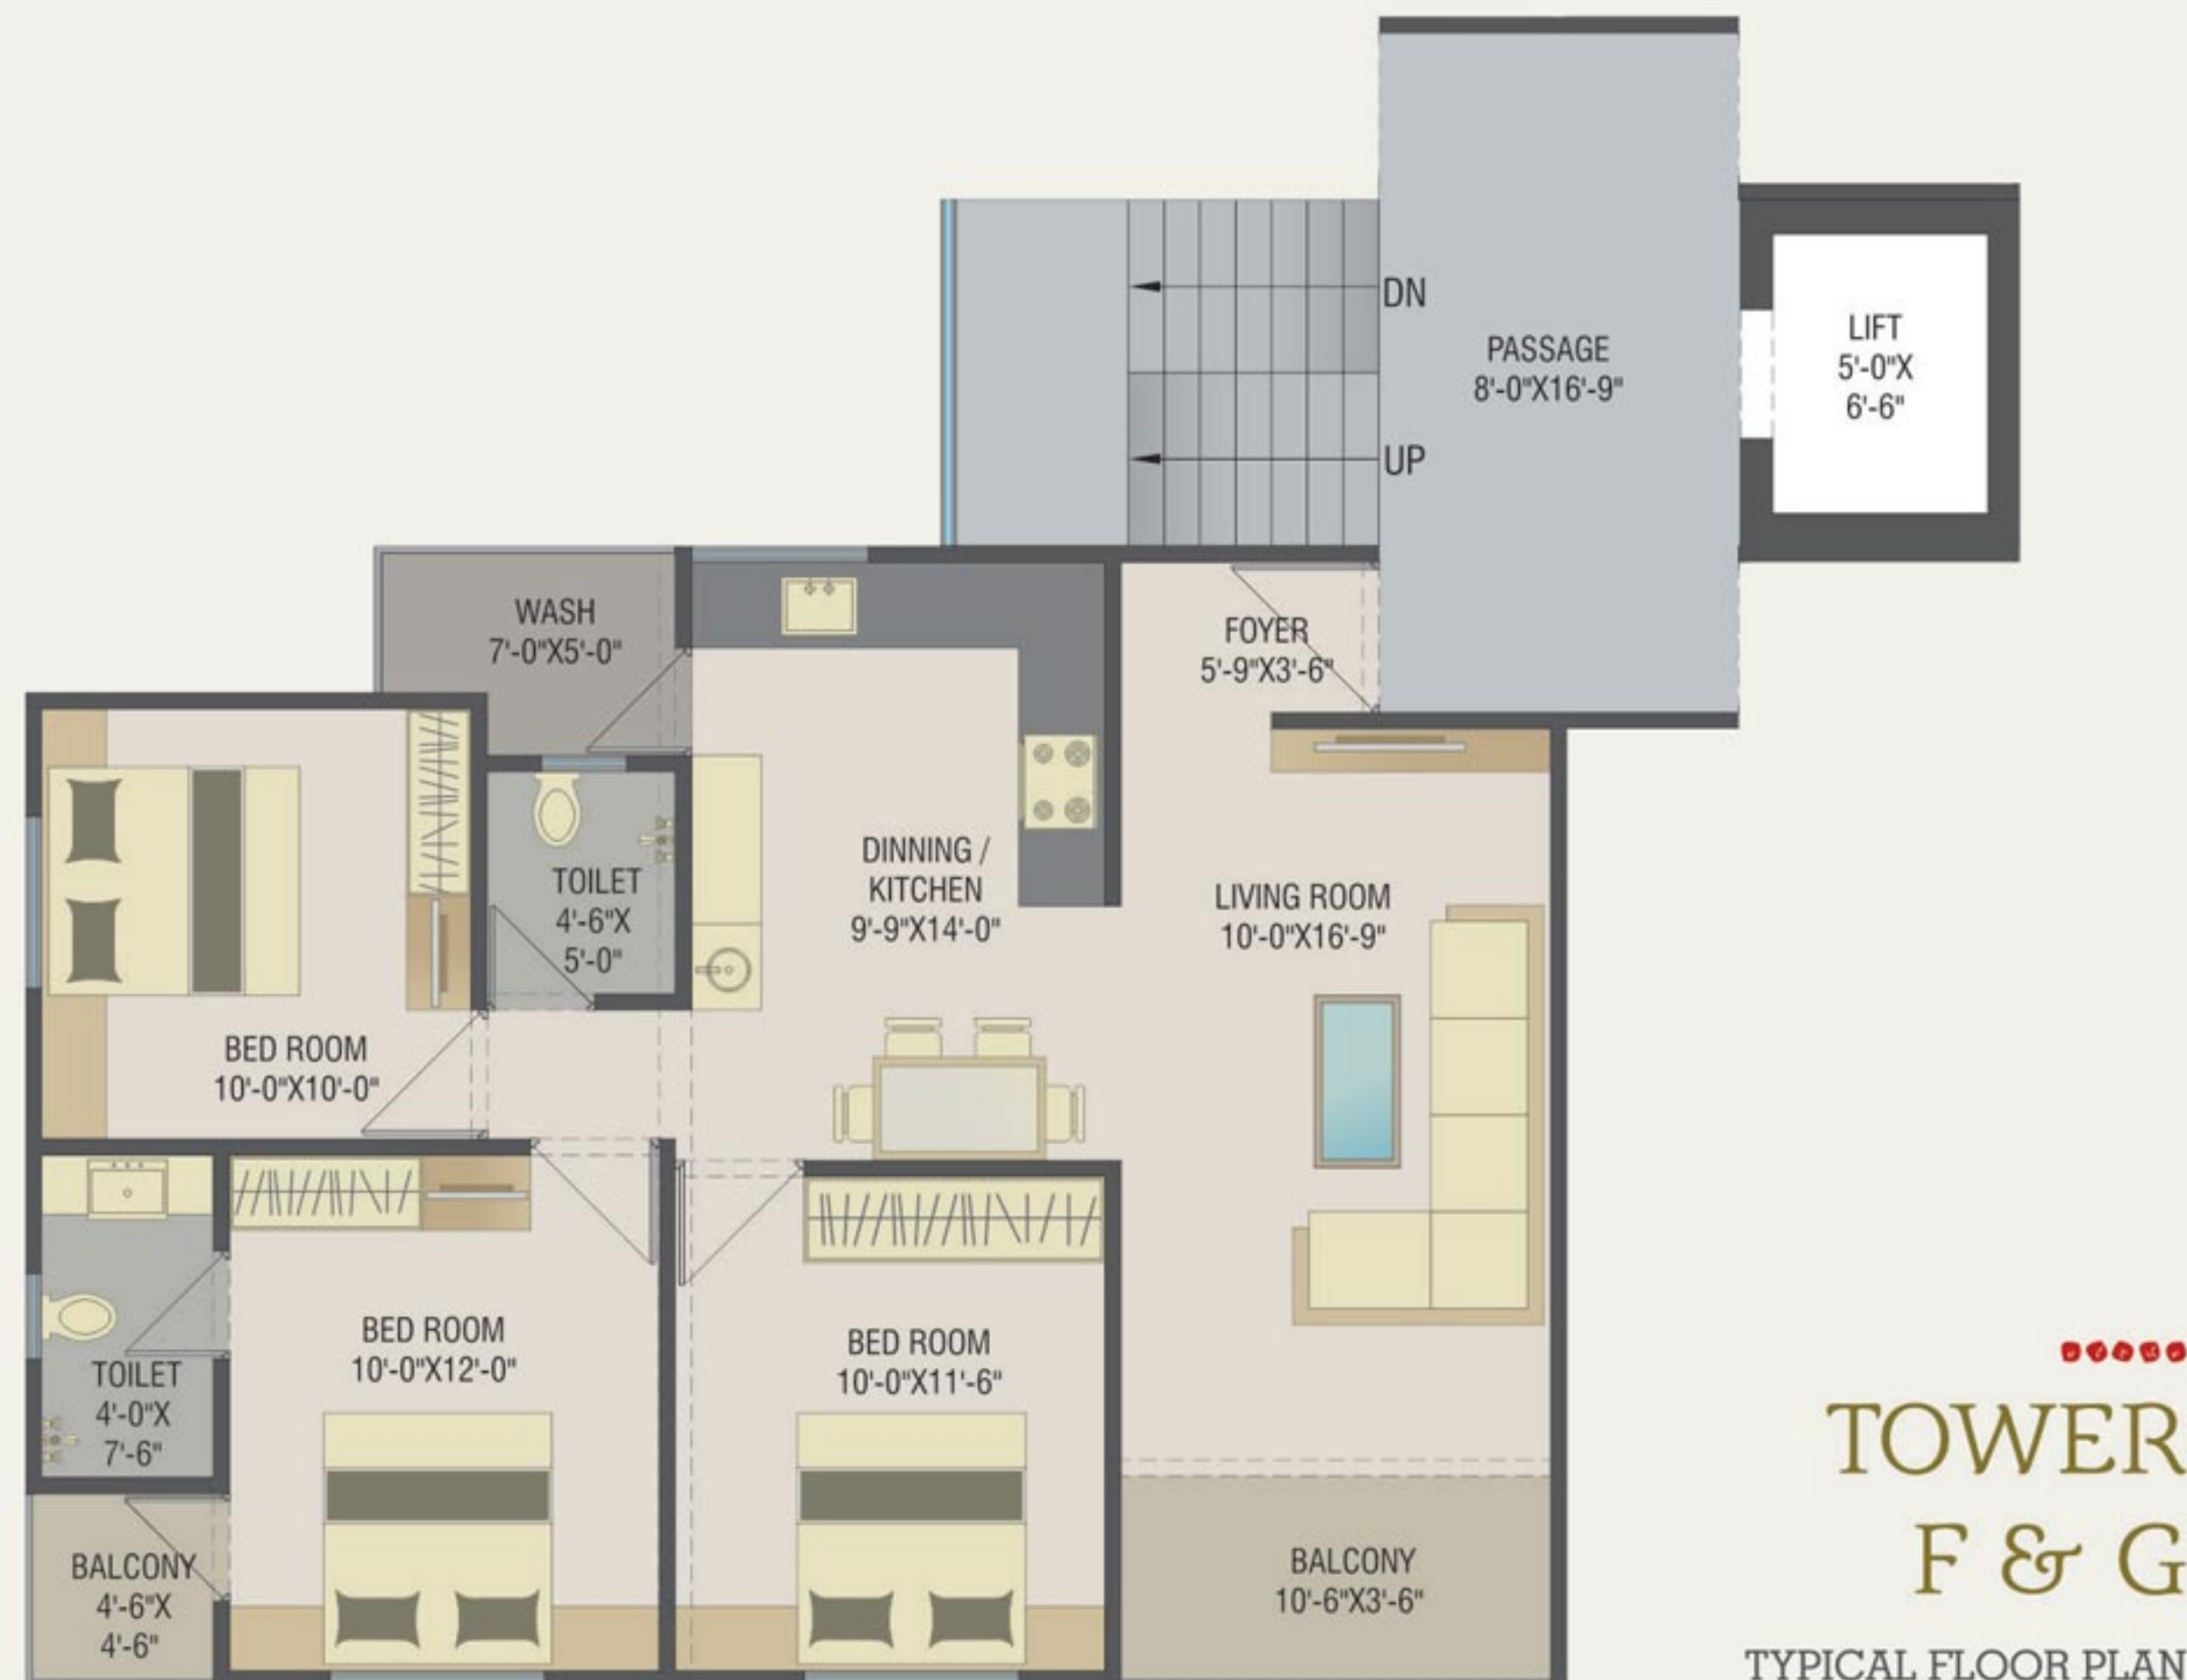 DN
PASSAGE
8'-0"X16'-9"
UP
LIFT
5'-0"X
6'-6"
WASH
7'-0"X5'-0"
FOYER
5'-9"X3'-6"
TOILET
4'-6"X
5'-0"
DINNING /
KITCHEN
9'-9"X14'-0"
LIVING ROOM
10'-0"X16'-9"
BED ROOM
10'-0"X10'-0"
BED ROOM
10'-0"X12'-0"
BED ROOM
10'-0"X11'-6"
TOILET
4'-0"X
7'-6"
BALCONY
4'-6"X
4'-6"
BALCONY
10'-6"X3'-6"
TOWER
F & G
TYPICAL FLOOR PLAN